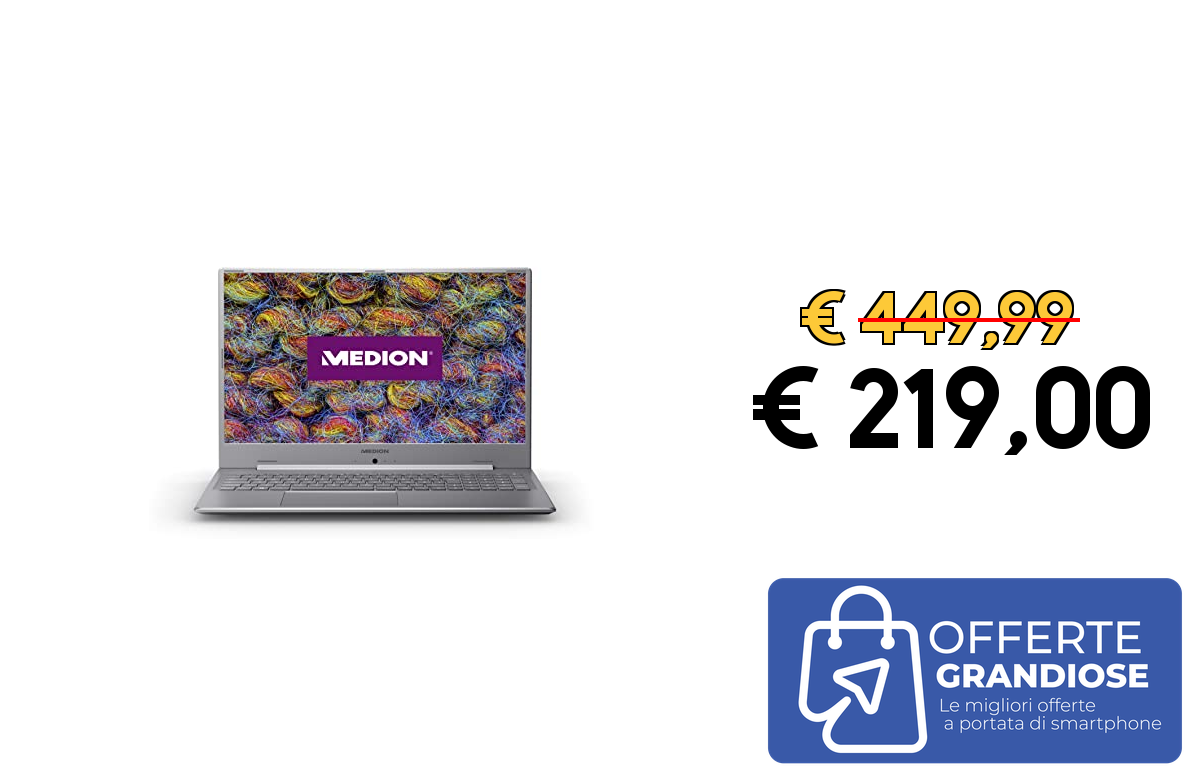 MEDION®
MEDION
€ 449,99
€ 219,00
OFFERTE
GRANDIOSE
Le migliori offerte
a portata di smartphone